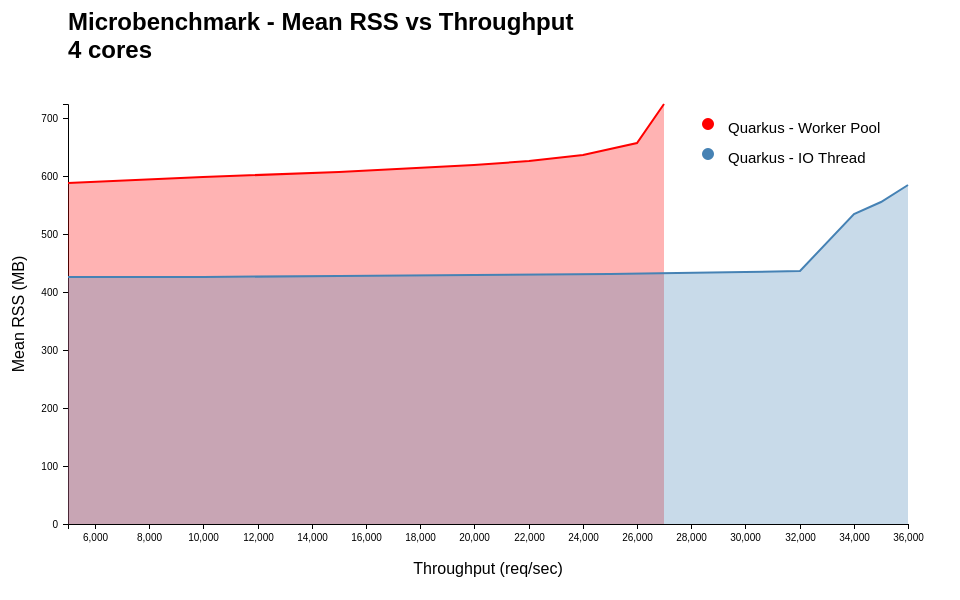 Microbenchmark - Mean RSS vs Throughput
4 cores
Quarkus - Worker Pool
Quarkus - IO Thread
Mean RSS (MB)
700
600
500
400
300
200
100
0
6,000 8,000 10,000 12,000 14,000 16,000 18,000 20,000 22,000 24,000 26,000 28,000 30,000 32,000 34,000 36,000
Throughput (req/sec)